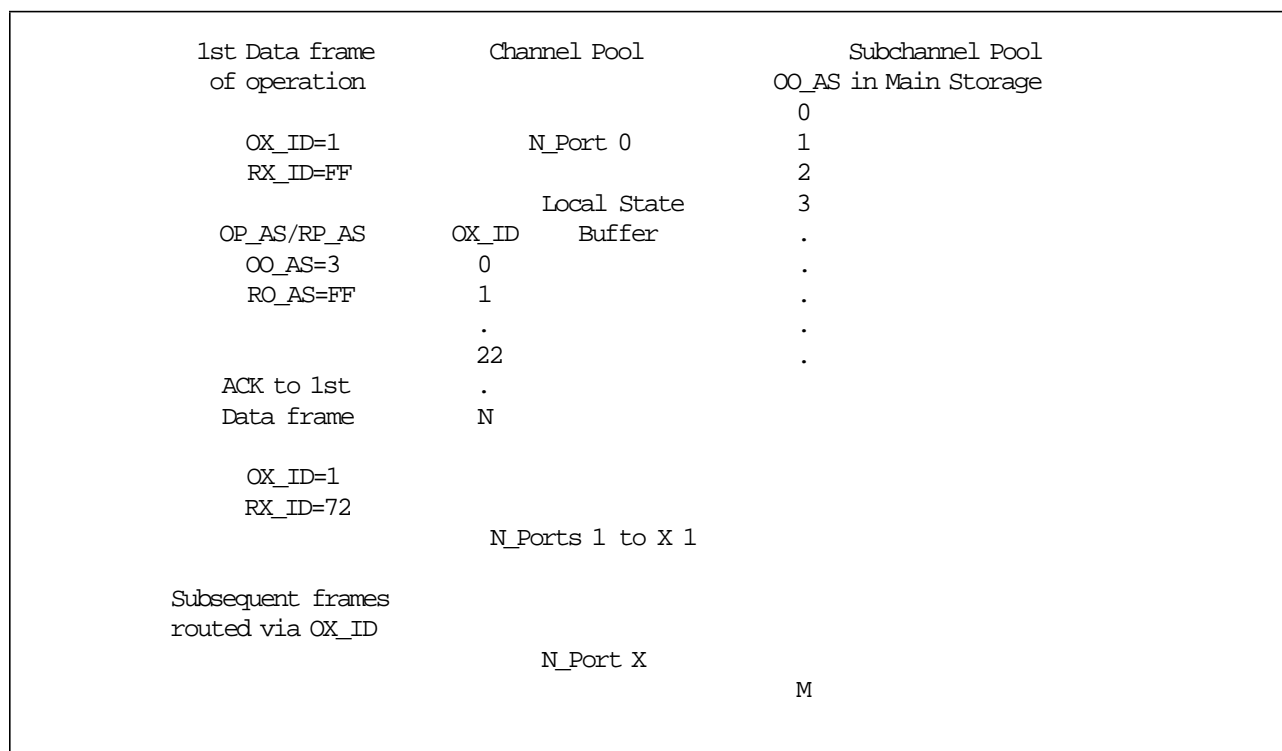 1st Data frame Channel Pool Subchannel Pool
of operation OO_AS in Main Storage
0
OX_ID=1 N_Port 0 1
RX_ID=FF 2
Local State 3
OP_AS/RP_AS OX_ID Buffer .
OO_AS=3 0 .
RO_AS=FF 1 .
. .
22 .
ACK to 1st .
Data frame N
OX_ID=1
RX_ID=72
N_Ports 1 to X 1
Subsequent frames
routed via OX_ID
N_Port X
M